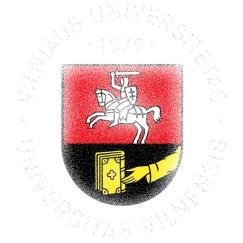 VILNIAUS UNIVERSITETAS
· 1579 ·
UNIVERSITAS VILNENSIS